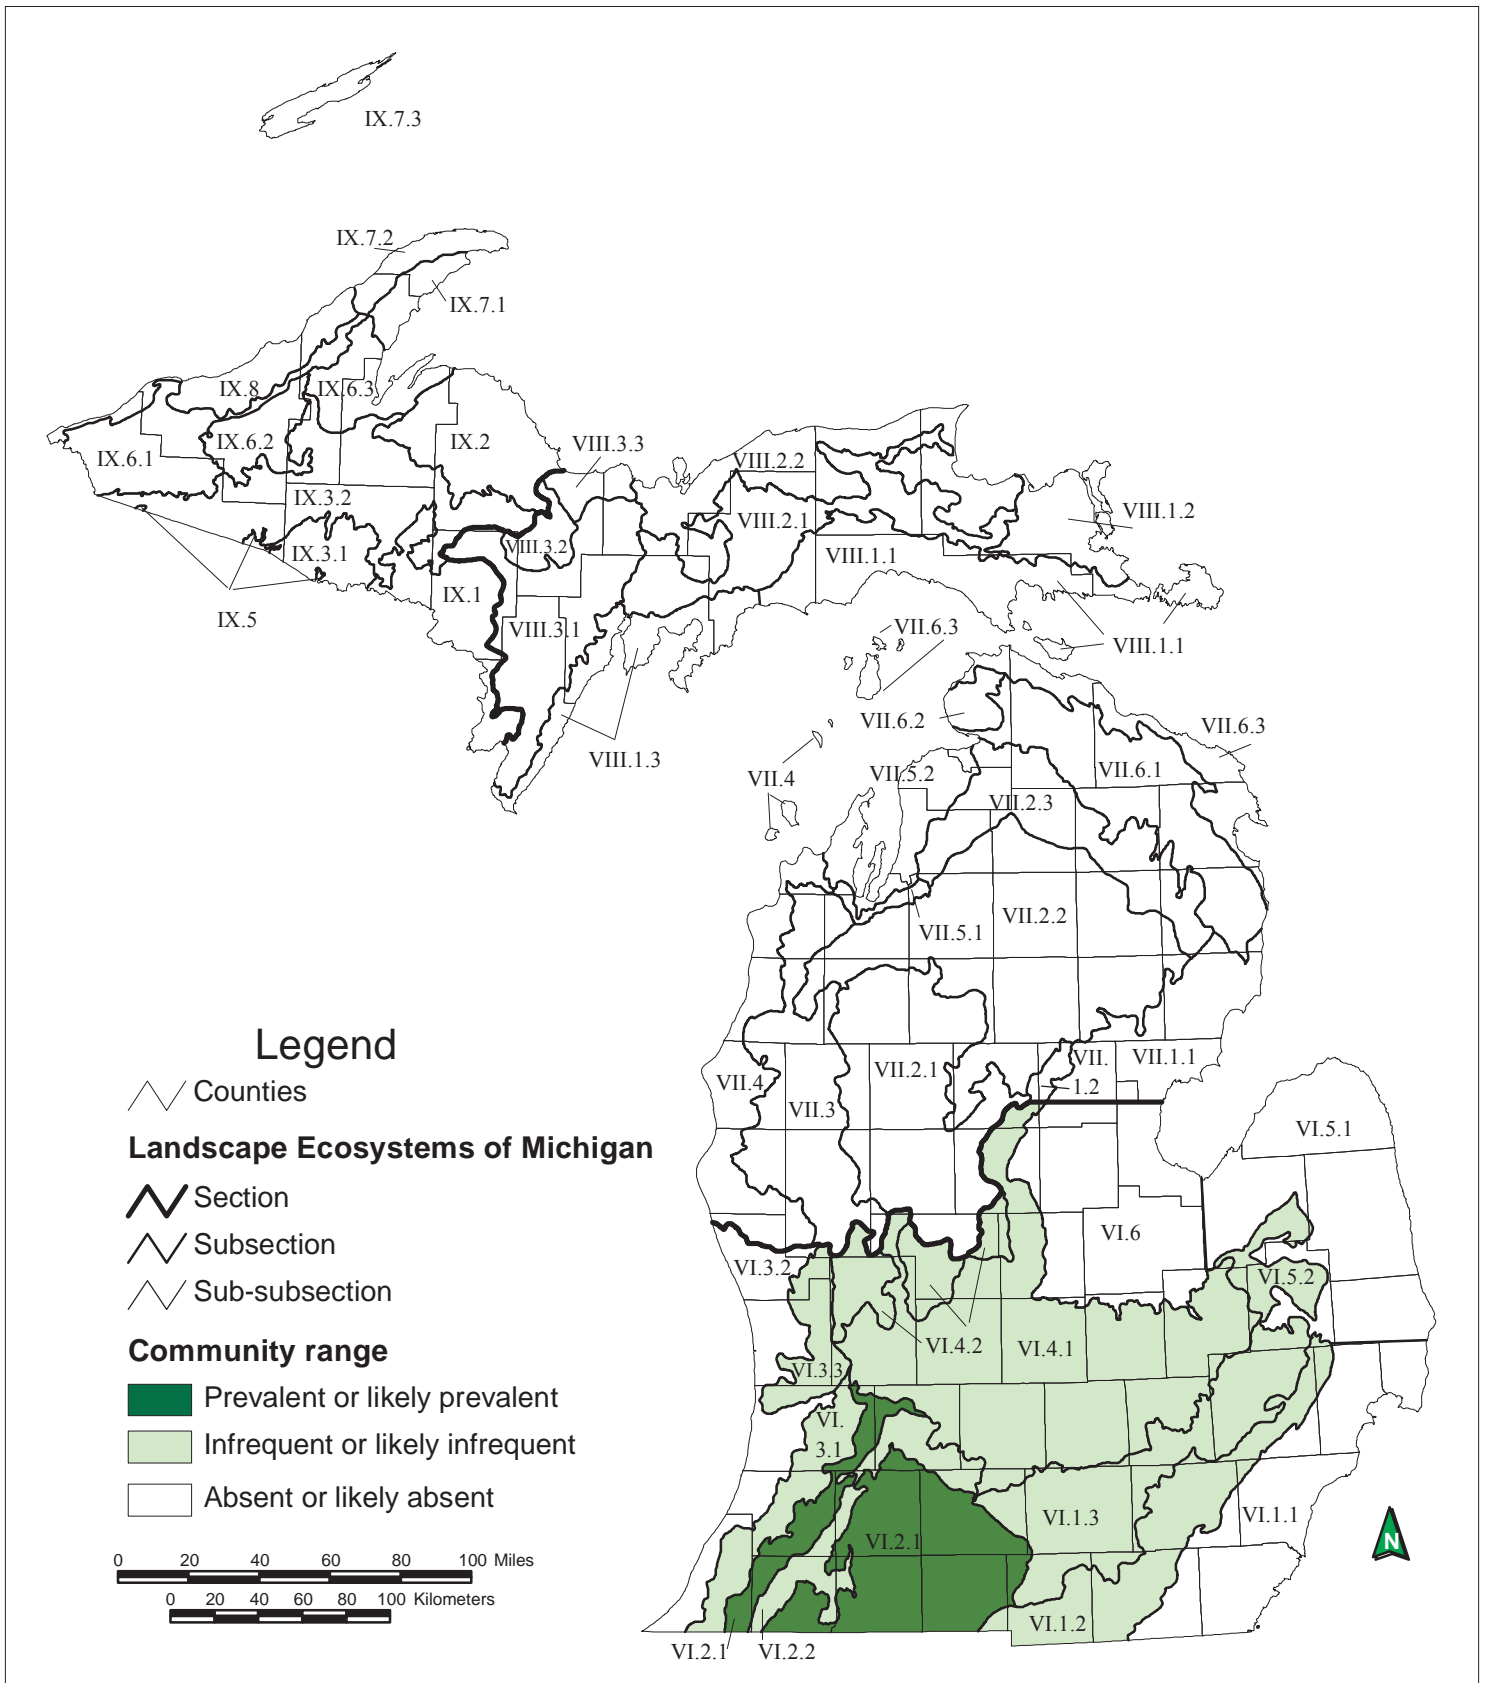 IX.7.3
IX.7.2
IX.7.1
IX.8
IX.6.3
IX.6.2
IX.6.1
IX.2
VIII.3.3
VIII.2.2
IX.3.2
VIII.2.1
VIII.1.2
IX.3.1
VIII.3.2
VIII.1.1
IX.1
IX.5
VIII.3.1
VII.6.3
VIII.1.1
VII.6.2
VII.6.3
VIII.1.3
VII.4
VII.5.2
VII.6.1
VII.2.3
VII.5.1
VII.2.2
VII.4
VII.3
VII.2.1
VII.
1.2
VII.1.1
VI.5.1
VI.6
VI.3.2
VI.5.2
VI.4.2
VI.4.1
VI.3.3
VI.
3.1
VI.1.3
VI.1.1
VI.2.1
VI.1.2
VI.2.1
VI.2.2
Legend
Counties
Landscape Ecosystems of Michigan
Section
Subsection
Sub-subsection
Community range
Prevalent or likely prevalent
Infrequent or likely infrequent
Absent or likely absent
0 20 40 60 80 100 Miles
0 20 40 60 80 100 Kilometers
N